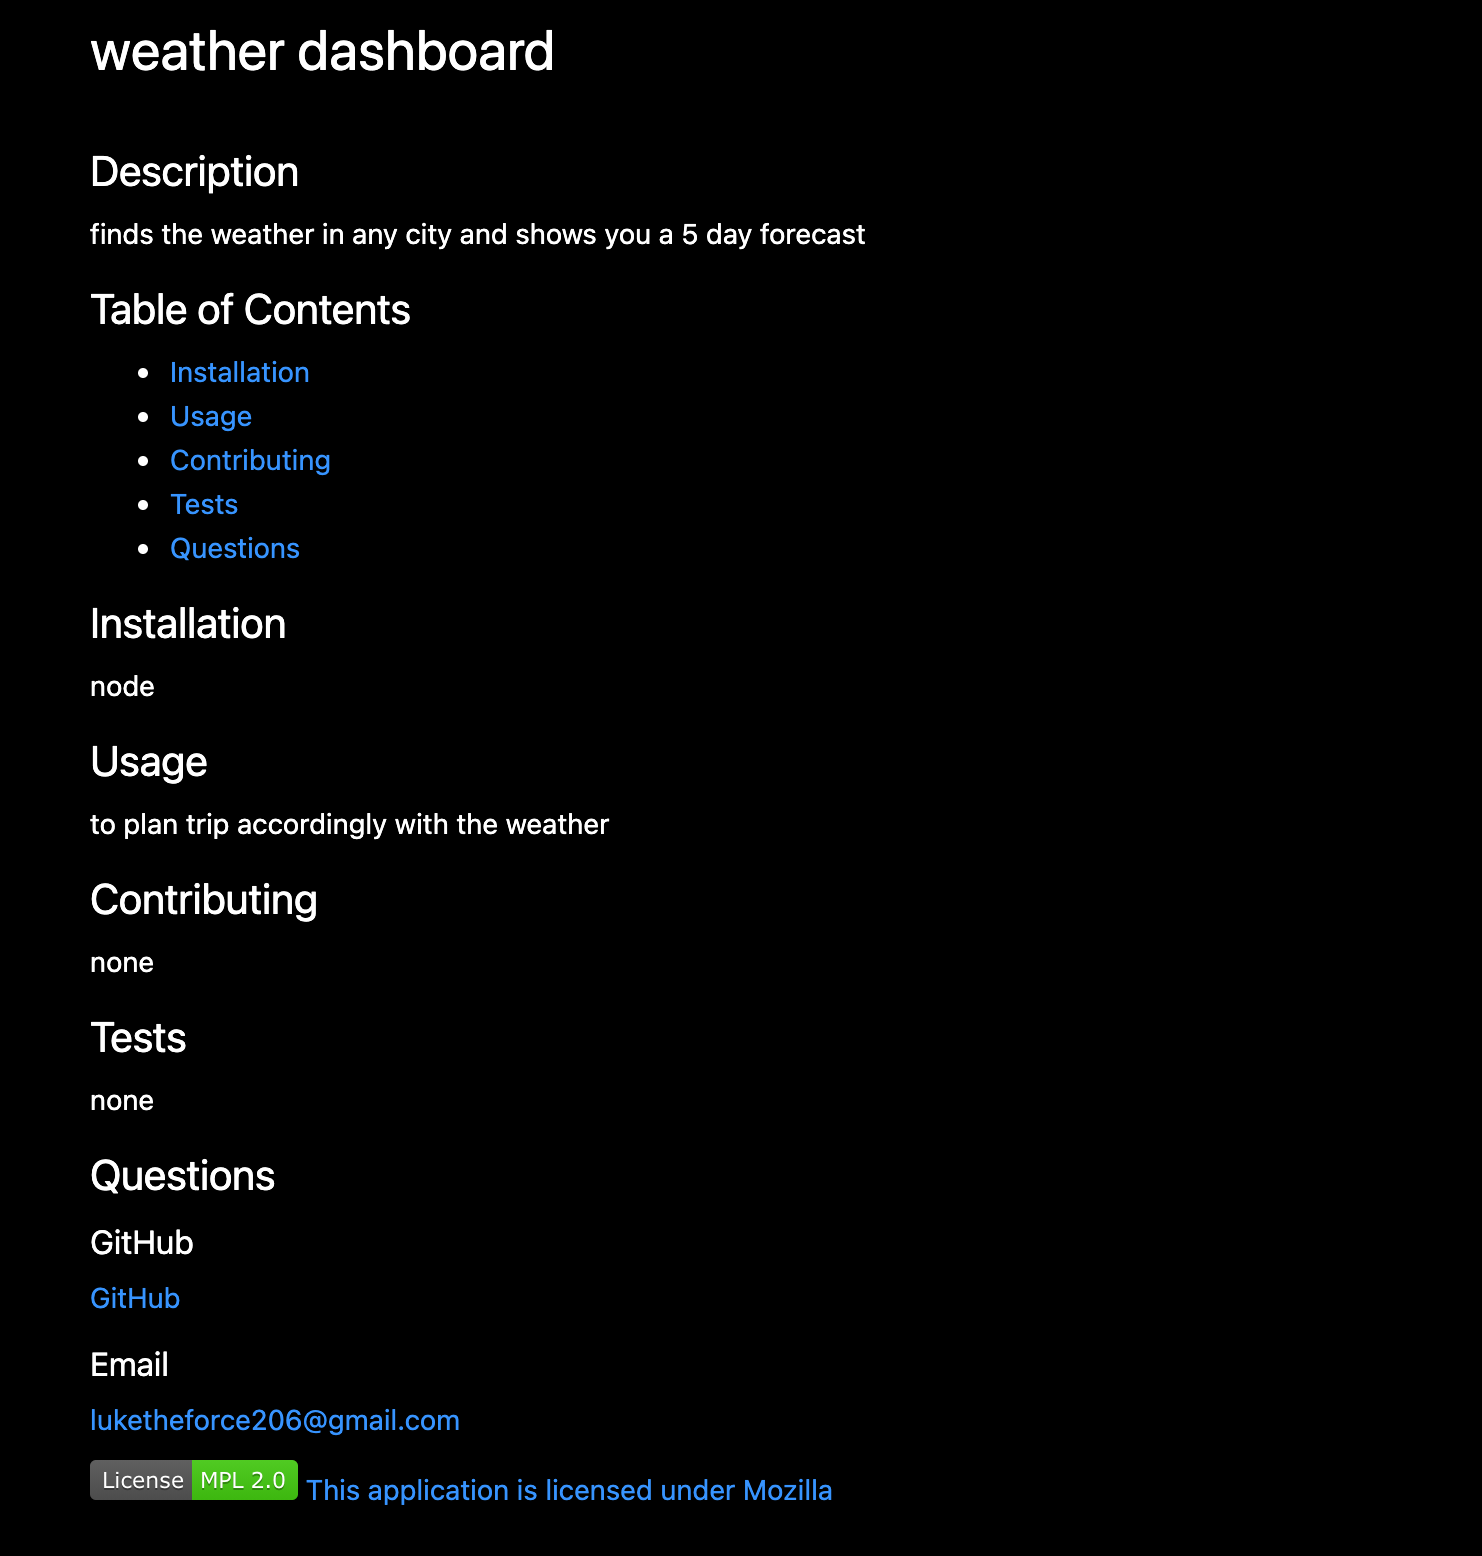 weather dashboard
Description
finds the weather in any city and shows you a 5 day forecast
Table of Contents
Installation
Usage
Contributing
Tests
Questions
Installation
node
Usage
to plan trip accordingly with the weather
Contributing
none
Tests
none
Questions
GitHub
GitHub
Email
luketheforce206@gmail.com
License MPL 2.0 This application is licensed under Mozilla